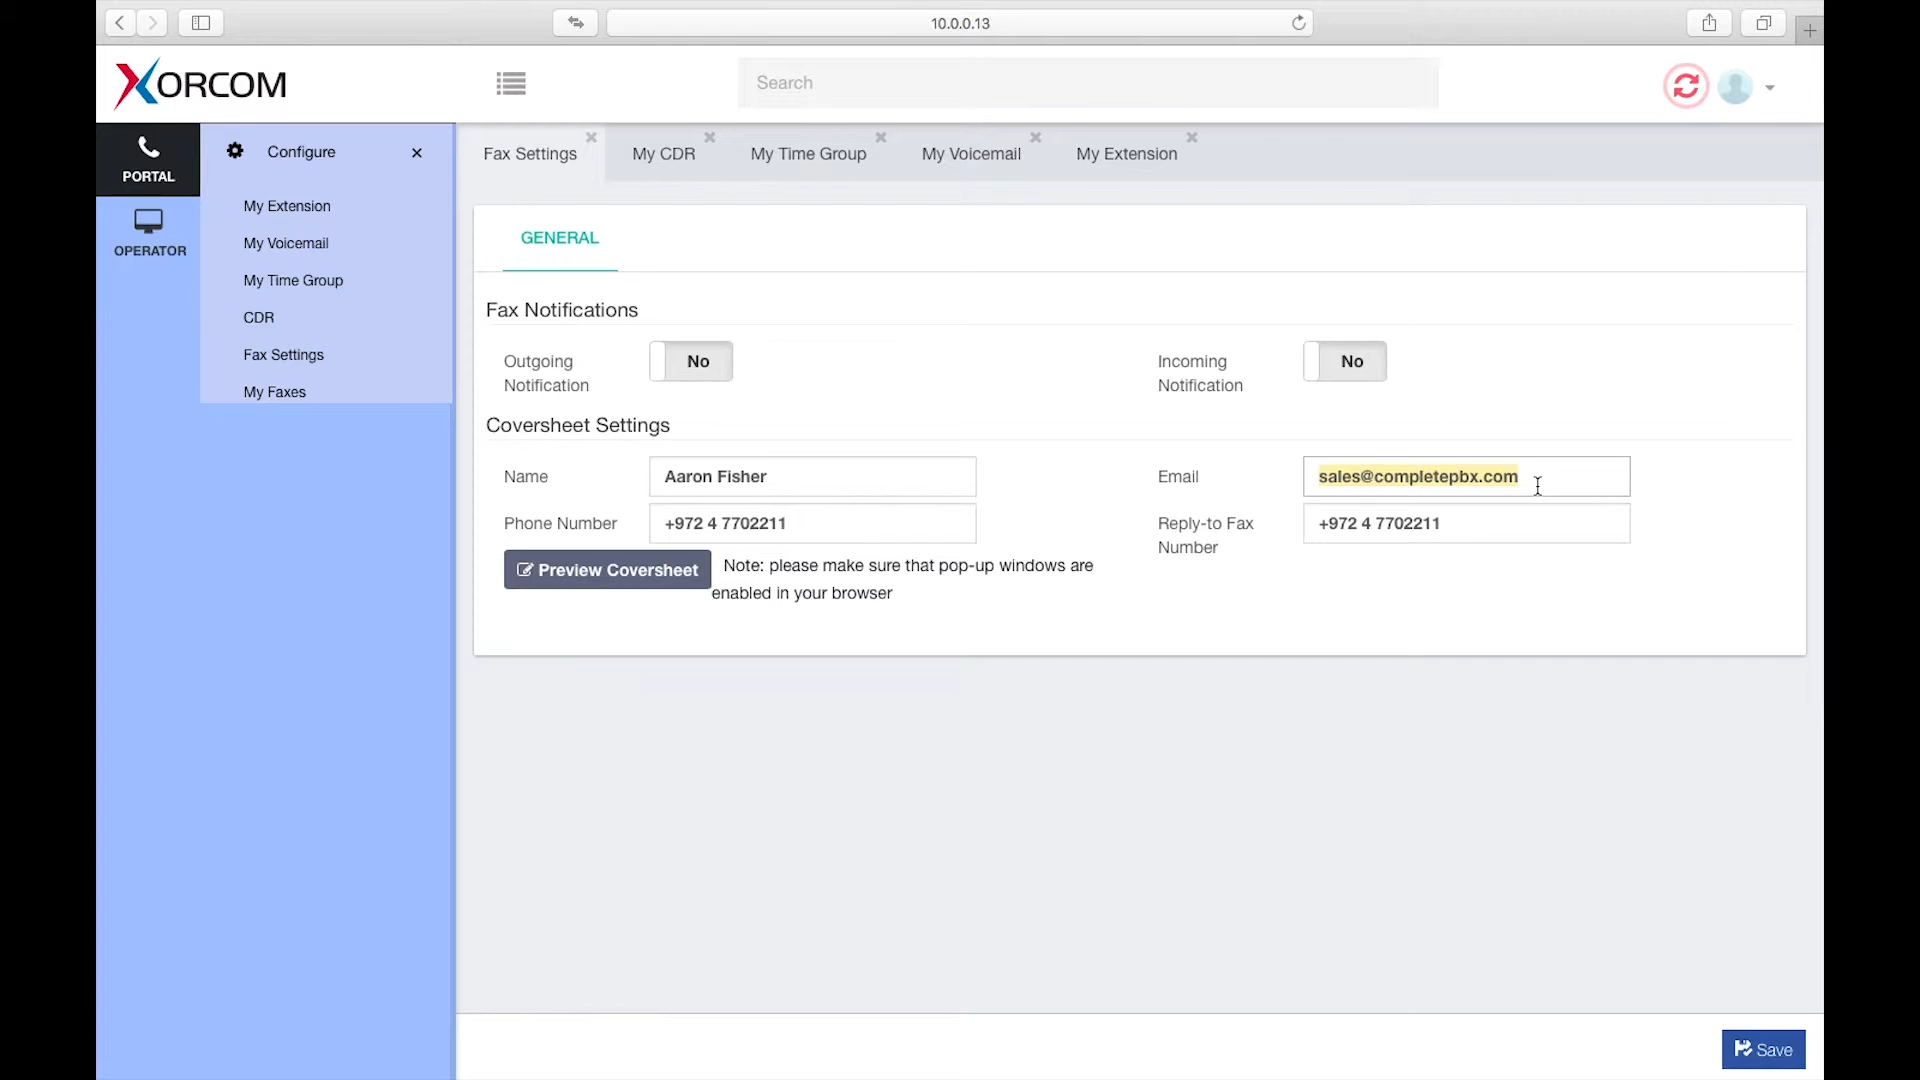 10.0.0.13
XORCOM
Search
PORTAL
OPERATOR
Configure
My Extension
My Voicemail
My Time Group
CDR
Fax Settings
My Faxes
Fax Settings
My CDR
My Time Group
My Voicemail
My Extension
GENERAL
Fax Notifications
Outgoing
Notification
No
Incoming
Notification
No
Coversheet Settings
Name
Aaron Fisher
Email
sales@completepbx.com
Phone Number
+972 4 7702211
Reply-to Fax
Number
+972 4 7702211
Preview Coversheet
Note: please make sure that pop-up windows are
enabled in your browser
Save